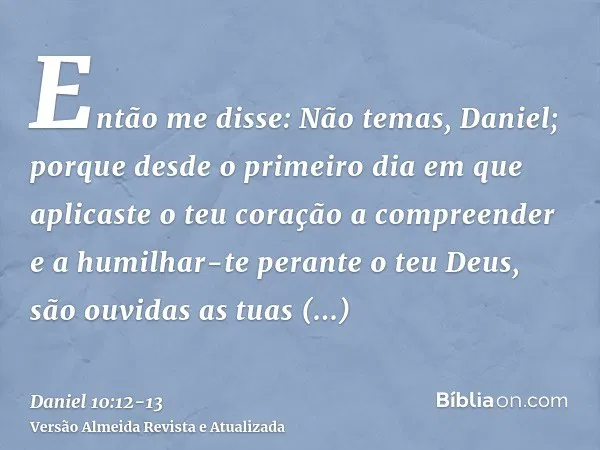 Então me disse: Não temas, Daniel;
porque desde o primeiro dia em que
aplicaste o teu coração a compreender
e a humilhar-te perante o teu Deus,
são ouvidas as tuas (...)
Daniel 10:12-13
Versão Almeida Revista e Atualizada
Bíbliaon.com